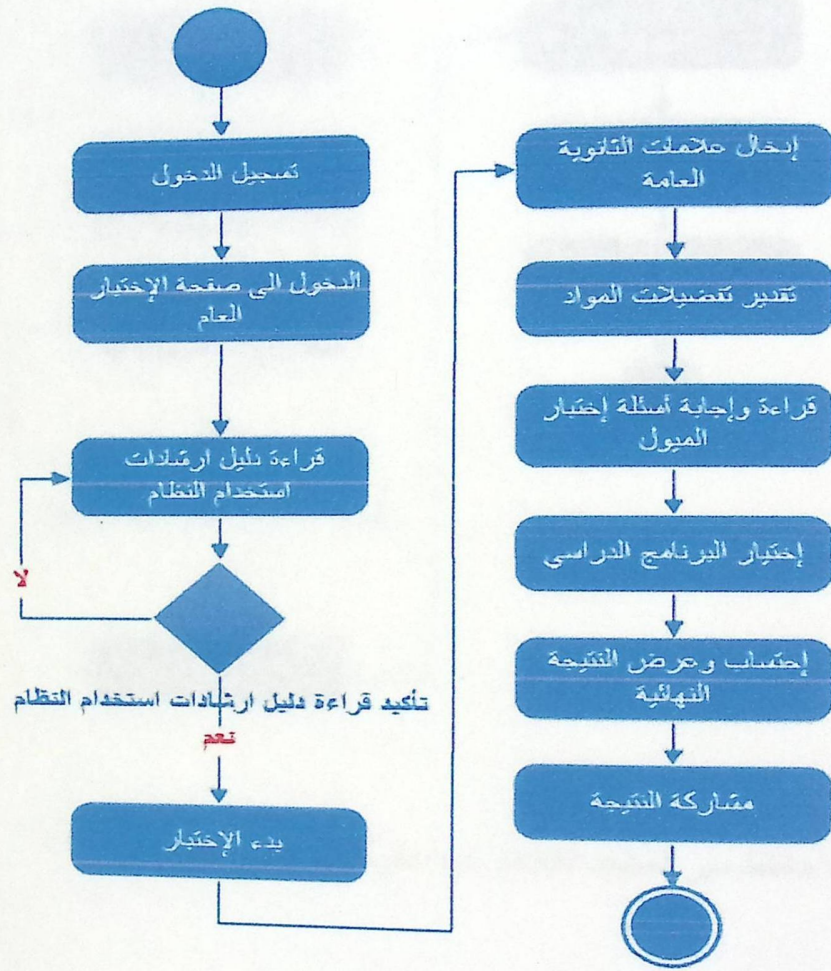 تسجيل الدخول
الدخول الى صفحة الإختبار
العام
قراءة دليل ارشادات
استخدام النظام
لا
تأكيد قراءة دليل ارشادات استخدام النظام
نعم
بدء الإختبار
إدخال علامات الثانوية
العامة
تقدير تفضيلات المواد
قراءة وإجابة أسئلة إختبار
الميول
إختيار البرنامج الدراسي
إحتساب وعرض النتيجة
النهائية
مشاركة النتيجة